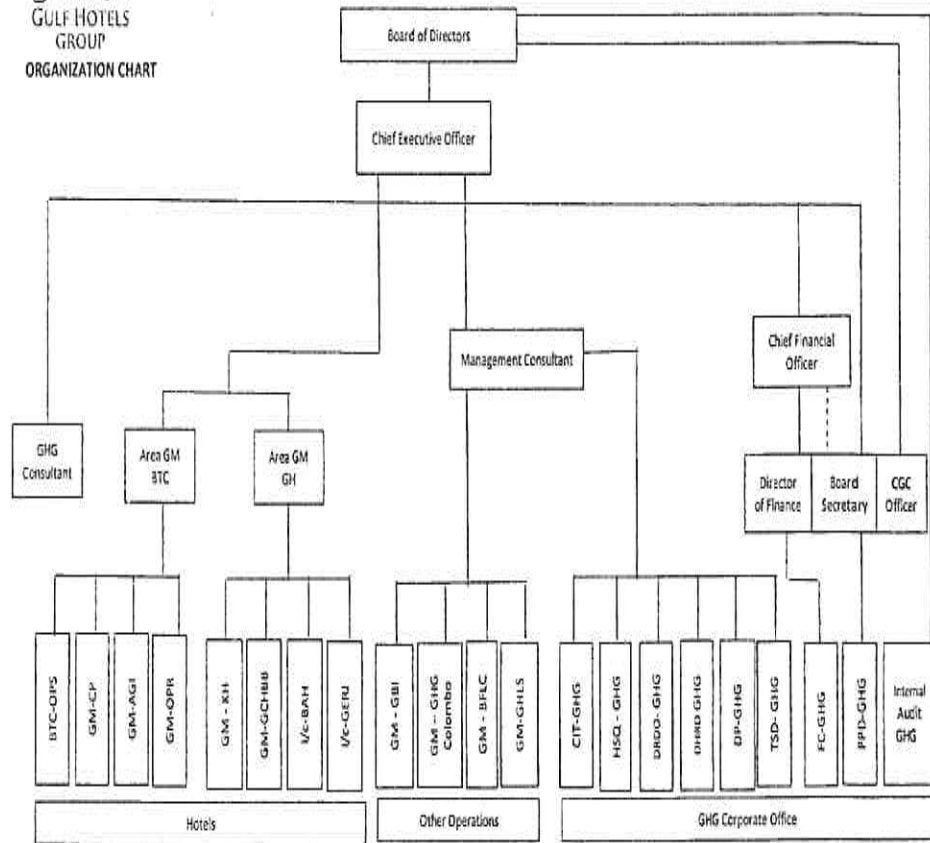 GULF HOTELS
GROUP
ORGANIZATION CHART
Board of Directors
Chief Executive Officer
Management Consultant
Chief Financial
Officer
GHG
Consultant
Area GM
BTC
Area GM
GH
Director
of Finance
Board
Secretary
CGC
Officer
BTC-OPS
GM-CP
GM-AGI
GM-OPR
GM - KH
GM-GCHBB
I/c-BAH
I/c-GERJ
GM - GBI
GM - GHG
Colombo
GM - BFLC
GM-GHLS
CIT-GHG
HSQ - GHG
DRDO- GHG
DHRD GHG
DP-GHG
TSD- GHG
FC-GHG
PPD-GHG
Internal
Audit
GHG
Hotels
Other Operations
GHG Corporate Office